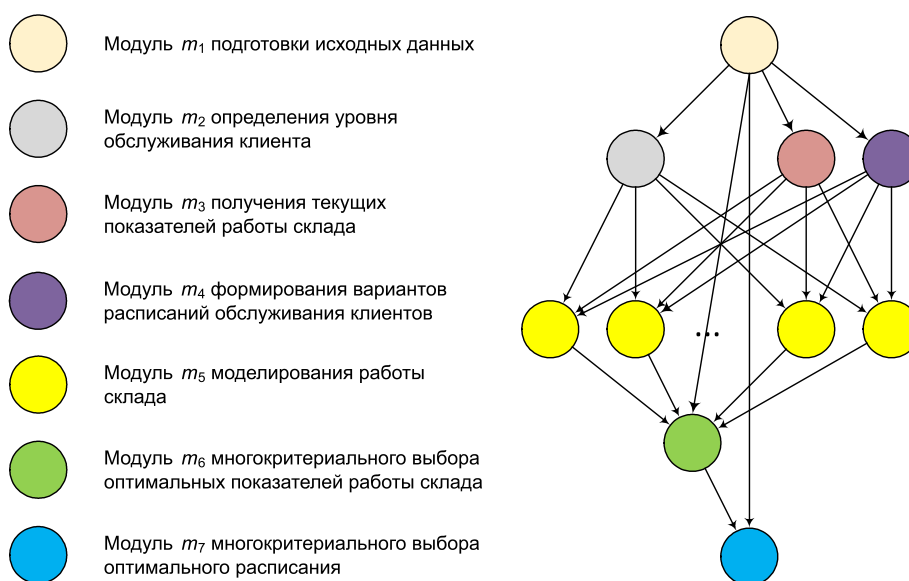 Модуль m1 подготовки исходных данных
Модуль m2 определения уровня
обслуживания клиента
Модуль m3 получения текущих
показателей работы склада
Модуль m4 формирования вариантов
расписаний обслуживания клиентов
Модуль m5 моделирования работы
склада
Модуль m6 многокритериального выбора
оптимальных показателей работы склада
Модуль m7 многокритериального выбора
оптимального расписания
...